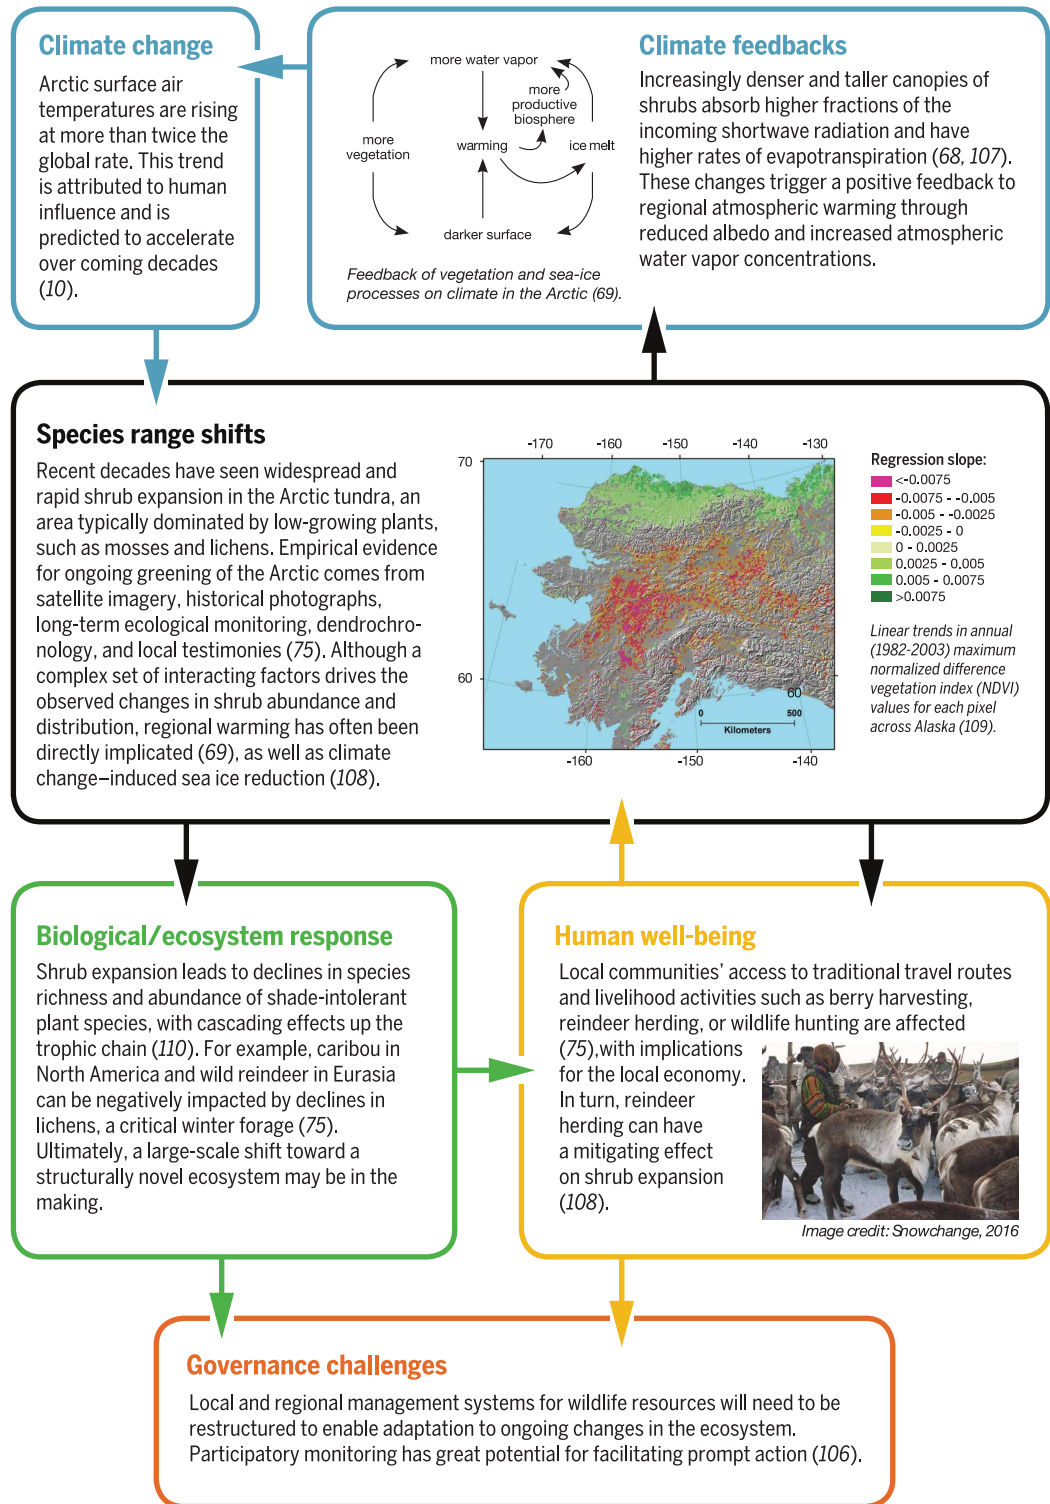 Climate change
Arctic surface air
temperatures are rising
at more than twice the
global rate. This trend
is attributed to human
influence and is
predicted to accelerate
over coming decades
(10).
more water vapor
more
productive
biosphere
more
vegetation
warming
ice melt
darker surface
Feedback of vegetation and sea-ice
processes on climate in the Arctic (69).
Climate feedbacks
Increasingly denser and taller canopies of
shrubs absorb higher fractions of the
incoming shortwave radiation and have
higher rates of evapotranspiration (68, 107).
These changes trigger a positive feedback to
regional atmospheric warming through
reduced albedo and increased atmospheric
water vapor concentrations.
Species range shifts
Recent decades have seen widespread and
rapid shrub expansion in the Arctic tundra, an
area typically dominated by low-growing plants,
such as mosses and lichens. Empirical evidence
for ongoing greening of the Arctic comes from
satellite imagery, historical photographs,
long-term ecological monitoring, dendrochro-
nology, and local testimonies (75). Although a
complex set of interacting factors drives the
observed changes in shrub abundance and
distribution, regional warming has often been
directly implicated (69), as well as climate
change–induced sea ice reduction (108).
-170 -160 -150 -140 -130
70
60
60
0 500
Kilometers
-160 -150 -140
Regression slope:
<-0.0075
-0.0075 - -0.005
-0.005 - -0.0025
-0.0025 - 0
0 - 0.0025
0.0025 - 0.005
0.005 - 0.0075
>0.0075
Linear trends in annual
(1982-2003) maximum
normalized difference
vegetation index (NDVI)
values for each pixel
across Alaska (109).
Biological/ecosystem response
Shrub expansion leads to declines in species
richness and abundance of shade-intolerant
plant species, with cascading effects up the
trophic chain (110). For example, caribou in
North America and wild reindeer in Eurasia
can be negatively impacted by declines in
lichens, a critical winter forage (75).
Ultimately, a large-scale shift toward a
structurally novel ecosystem may be in the
making.
Human well-being
Local communities’ access to traditional travel routes
and livelihood activities such as berry harvesting,
reindeer herding, or wildlife hunting are affected
(75),with implications
for the local economy.
In turn, reindeer
herding can have
a mitigating effect
on shrub expansion
(108).
Image credit: Snowchange, 2016
Governance challenges
Local and regional management systems for wildlife resources will need to be
restructured to enable adaptation to ongoing changes in the ecosystem.
Participatory monitoring has great potential for facilitating prompt action (106).